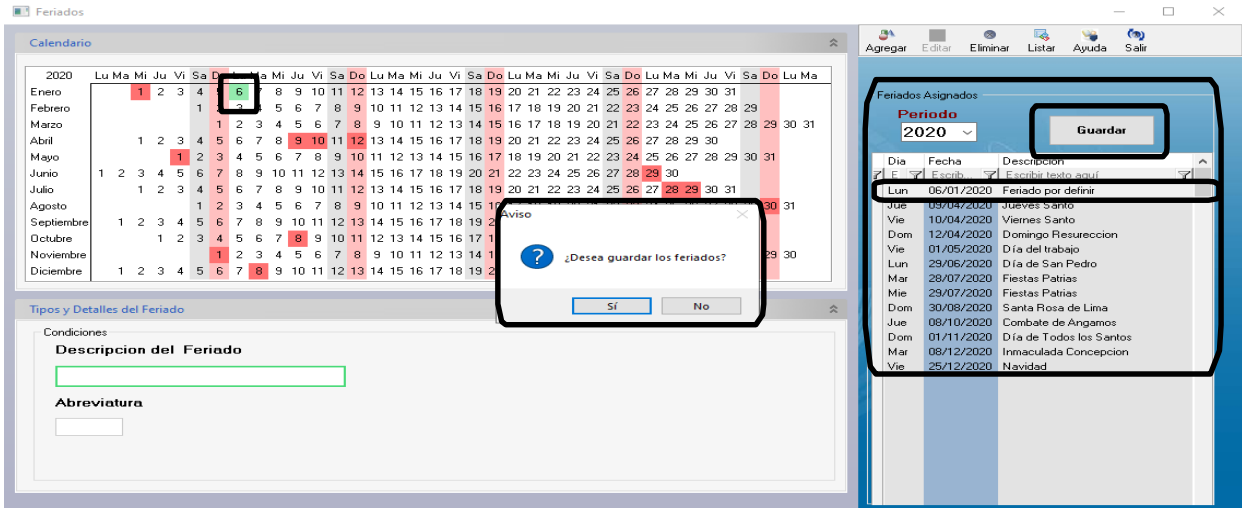 Feriados
Calendario
2020 Lu Ma Mi Ju Vi Sa Ma Mi Ju Vi Sa Do Lu Ma Mi Ju Vi Sa Do Lu Ma Mi Ju Vi Sa Do Lu Ma Mi Ju Vi Sa Do Lu Ma
Enero 1 2 3 4 6 8 9 10 11 12 13 14 15 16 17 18 19 20 21 22 23 24 25 26 27 28 29 30 31
Febrero 1 3 5 6 7 8 9 10 11 12 13 14 15 16 17 18 19 20 21 22 23 24 25 26 27 28 29
Marzo 1 2 3 4 5 6 7 8 9 10 11 12 13 14 15 16 17 18 19 20 21 22 23 24 25 26 27 28 29 30 31
Abril 1 2 3 4 5 6 7 8 9 10 11 12 13 14 15 16 17 18 19 20 21 22 23 24 25 26 27 28 29 30
Mayo 1 2 3 4 5 6 7 8 9 10 11 12 13 14 15 16 17 18 19 20 21 22 23 24 25 26 27 28 29 30 31
Junio 1 2 3 4 5 6 7 8 9 10 11 12 13 14 15 16 17 18 19 20 21 22 23 24 25 26 27 28 29 30
Julio 1 2 3 4 5 6 7 8 9 10 11 12 13 14 15 16 17 18 19 20 21 22 23 24 25 26 27 28 29 30 31
Agosto 1 2 3 4 5 6 7 8 9 10 11 12 13 14 15 30 31
Septiembre 1 2 3 4 5 6 7 8 9 10 11 12 13 14 15 16 17 18 19
Octubre 1 2 3 4 5 6 7 8 9 10 11 12 13 14 15 16 17
Noviembre 1 2 3 4 5 6 7 8 9 10 11 12 13 14 29 30
Diciembre 1 2 3 4 5 6 7 8 9 10 11 12 13 14 15 16 17 18 19
Aviso
¿Desea guardar los feriados?
Sí No
Tipos y Detalles del Feriado
Condiciones
Descripcion del Feriado
Abreviatura
Agregar Editar Eliminar Listar Ayuda Salir
Feriados Asignados
Periodo
2020
Guardar
Dia Fecha Descripcion
E Escrib... Escribir texto aquí
Lun 06/01/2020 Feriado por definir
Jue 09/04/2020 Jueves Santo
Vie 10/04/2020 Viernes Santo
Dom 12/04/2020 Domingo Resureccion
Vie 01/05/2020 Día del trabajo
Lun 29/06/2020 Día de San Pedro
Mar 28/07/2020 Fiestas Patrias
Mie 29/07/2020 Fiestas Patrias
Dom 30/08/2020 Santa Rosa de Lima
Jue 08/10/2020 Combate de Angamos
Dom 01/11/2020 Día de Todos los Santos
Mar 08/12/2020 Inmaculada Concepcion
Vie 25/12/2020 Navidad